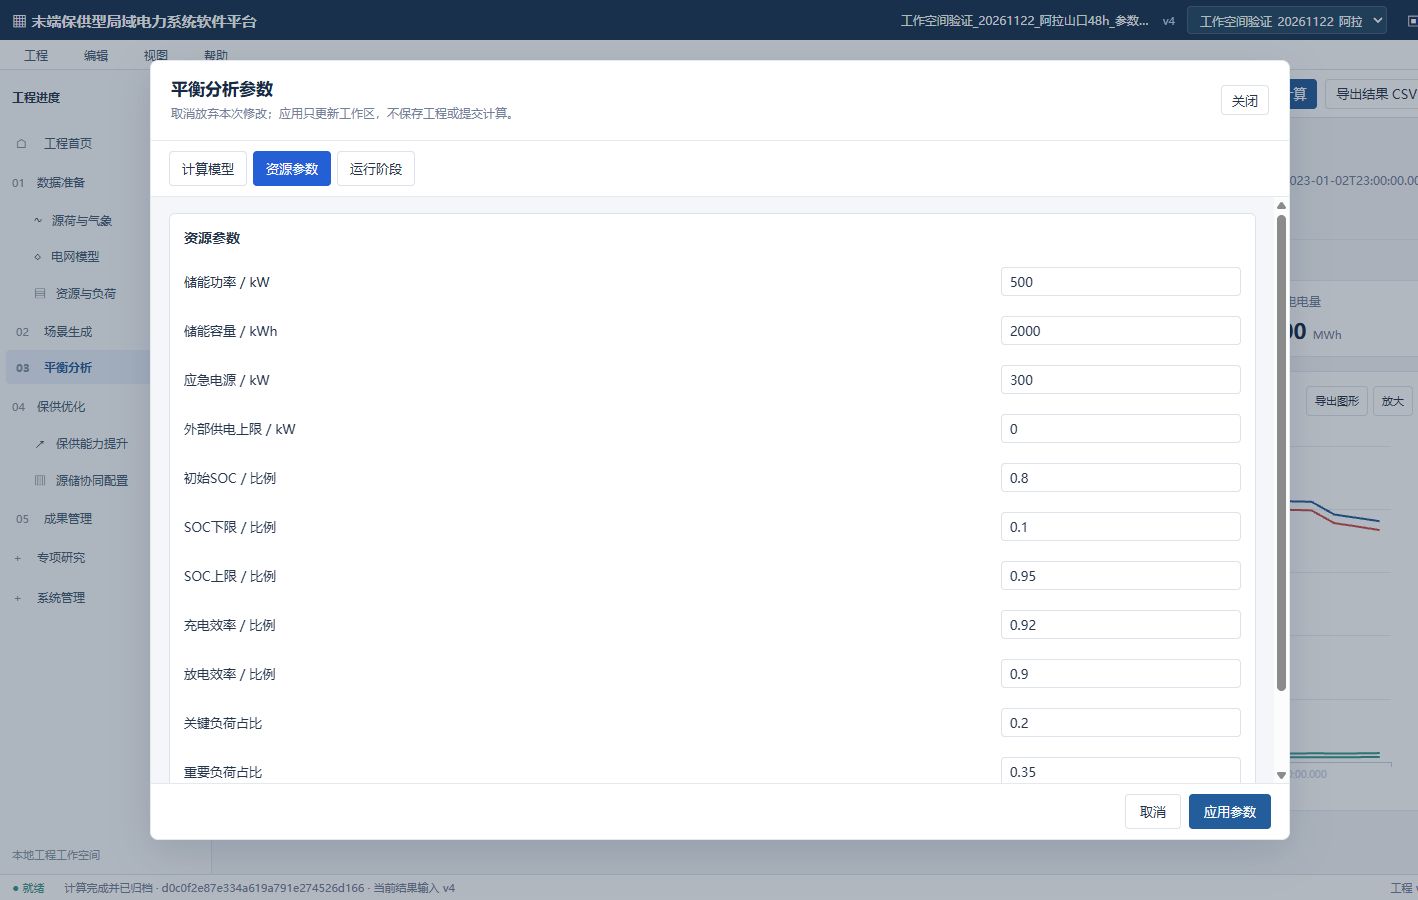 末端保供型局域电力系统软件平台
工作空间验证_20261122_阿拉山口48h_参数...
v4
工作空间验证 20261122 阿拉
工程
编辑
视图
帮助
工程进度
工程首页
01 数据准备
源荷与气象
电网模型
资源与负荷
02 场景生成
03 平衡分析
04 保供优化
保供能力提升
源储协同配置
05 成果管理
+ 专项研究
+ 系统管理
本地工程工作空间
平衡分析参数
取消放弃本次修改；应用只更新工作区，不保存工程或提交计算。
关闭
计算模型
资源参数
运行阶段
资源参数
储能功率 / kW
500
储能容量 / kWh
2000
应急电源 / kW
300
外部供电上限 / kW
0
初始SOC / 比例
0.8
SOC下限 / 比例
0.1
SOC上限 / 比例
0.95
充电效率 / 比例
0.92
放电效率 / 比例
0.9
关键负荷占比
0.2
重要负荷占比
0.35
取消
应用参数
算
导出结果 CSV
023-01-02T23:00:00.00
电量
00 MWh
导出图形
放大
0:00.000
就绪
计算完成并已归档 · d0c0f2e87e334a619a791e274526d166 · 当前结果输入 v4
工程